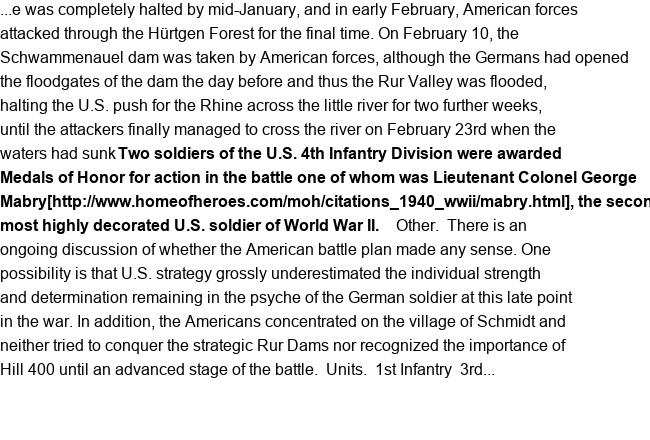 ...e was completely halted by mid-January, and in early February, American forces
attacked through the Hürtgen Forest for the final time. On February 10, the
Schwammenauel dam was taken by American forces, although the Germans had opened
the floodgates of the dam the day before and thus the Rur Valley was flooded,
halting the U.S. push for the Rhine across the little river for two further weeks,
until the attackers finally managed to cross the river on February 23rd when the
waters had sunk Two soldiers of the U.S. 4th Infantry Division were awarded
Medals of Honor for action in the battle one of whom was Lieutenant Colonel George
Mabry[http://www.homeofheroes.com/moh/citations_1940_wwii/mabry.html], the secon
most highly decorated U.S. soldier of World War II. Other. There is an
ongoing discussion of whether the American battle plan made any sense. One
possibility is that U.S. strategy grossly underestimated the individual strength
and determination remaining in the psyche of the German soldier at this late point
in the war. In addition, the Americans concentrated on the village of Schmidt and
neither tried to conquer the strategic Rur Dams nor recognized the importance of
Hill 400 until an advanced stage of the battle. Units. 1st Infantry 3rd...